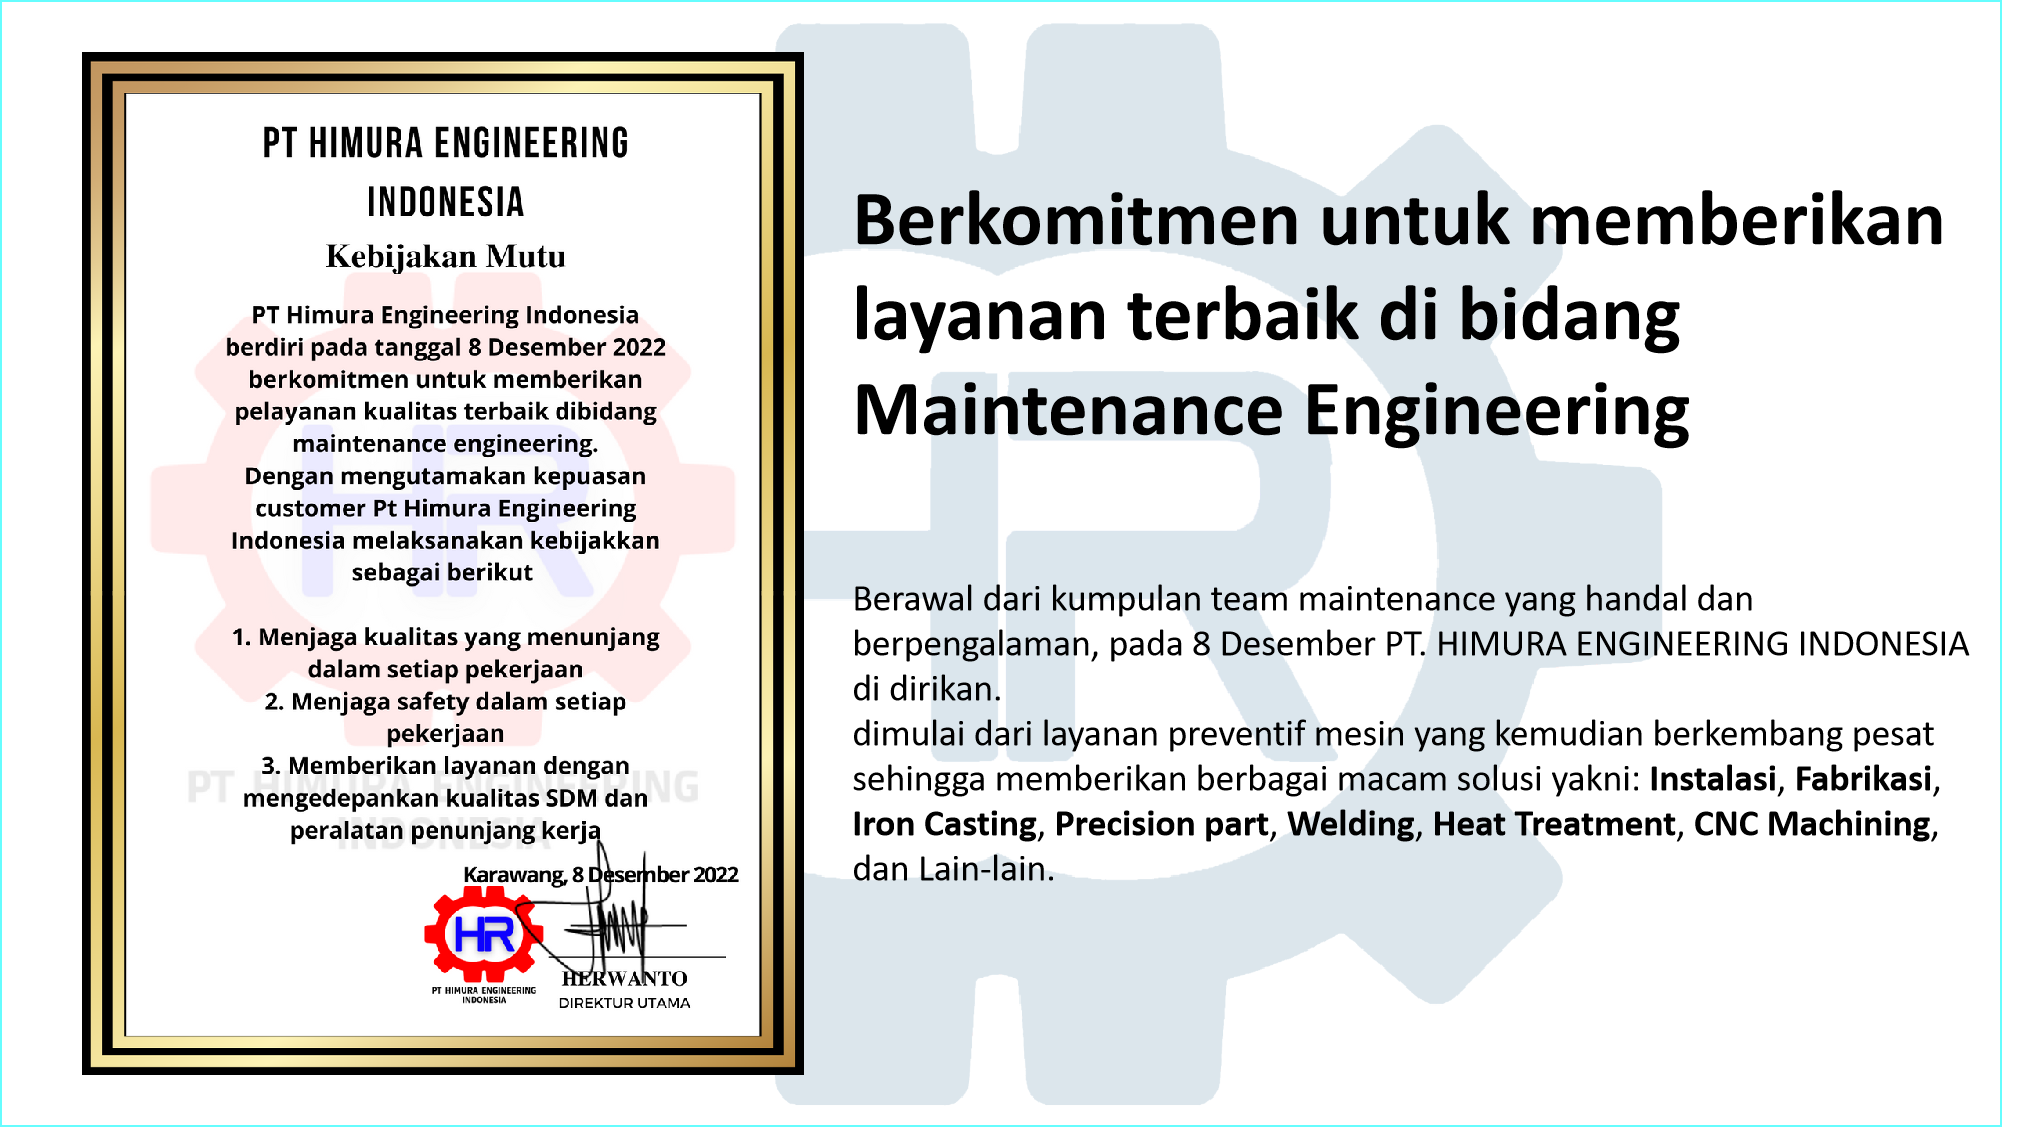 PT HIMURA ENGINEERING
INDONESIA
Kebijakan Mutu
PT Himura Engineering Indonesia
berdiri pada tanggal 8 Desember 2022
berkomitmen untuk memberikan
pelayanan kualitas terbaik dibidang
maintenance engineering.
Dengan mengutamakan kepuasan
customer Pt Himura Engineering
Indonesia melaksanakan kebijakkan
sebagai berikut
1. Menjaga kualitas yang menunjang
dalam setiap pekerjaan
2. Menjaga safety dalam setiap
pekerjaan
3. Memberikan layanan dengan
mengedepankan kualitas SDM dan
peralatan penunjang kerja
HR
PT HIMURA ENGINEERING
INDONESIA
Karawang, 8 Desember 2022
HR
PT HIMURA ENGINEERING
INDONESIA
HERWANTO
DIREKTUR UTAMA
HR
Berkomitmen untuk memberikan
layanan terbaik di bidang
Maintenance Engineering
Berawal dari kumpulan team maintenance yang handal dan
berpengalaman, pada 8 Desember PT. HIMURA ENGINEERING INDONESIA
di dirikan.
dimulai dari layanan preventif mesin yang kemudian berkembang pesat
sehingga memberikan berbagai macam solusi yakni: Instalasi, Fabrikasi,
Iron Casting, Precision part, Welding, Heat Treatment, CNC Machining,
dan Lain-lain.